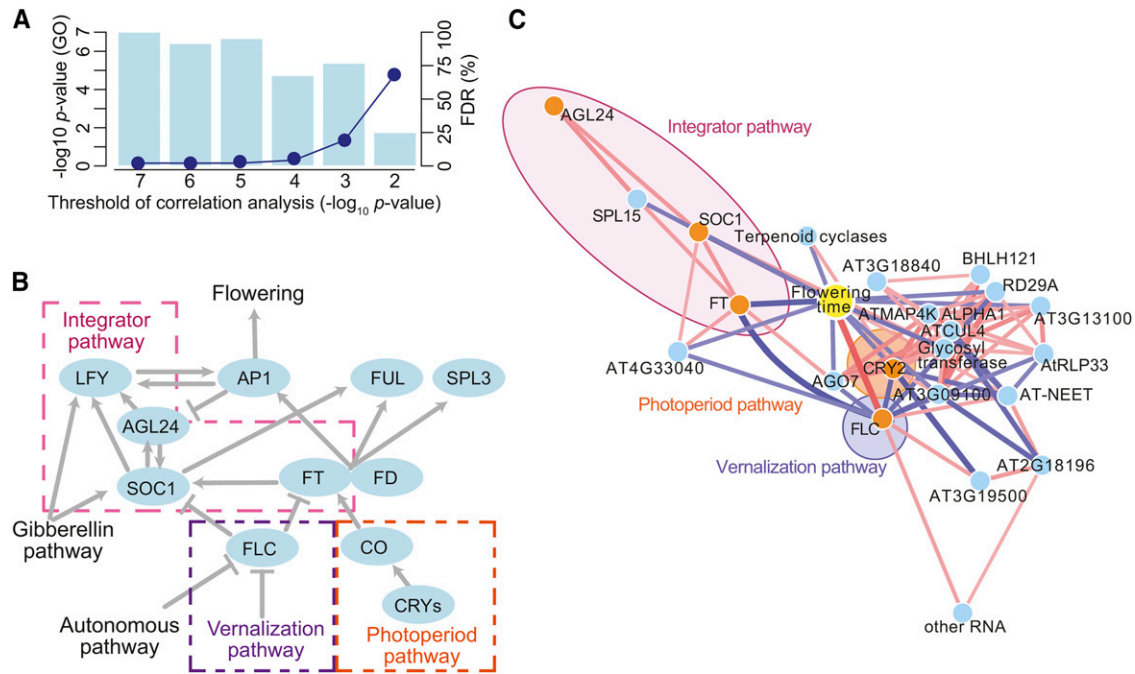 A
-log10 p-value (GO)
7
6
4
2
0
100
75
50
25
0
FDR (%)
7 6 5 4 3 2
Threshold of correlation analysis (-log10 p-value)
B
Flowering
Integrator
pathway
LFY
AP1
FUL
SPL3
AGL24
SOC1
FT
FD
Gibberellin
pathway
FLC
CO
CRYs
Autonomous
pathway
Vernalization
pathway
Photoperiod
pathway
C
AGL24
Integrator pathway
SPL15
SOC1
Terpenoid cyclases
AT3G18840
BHLH121
RD29A
FT
Flowering
time
ATMAP4K ALPHA1
AT3G13100
ATCUL4
Glycosyl
transferase
AT4G33040
AtRLP33
CRY2
AGO7
AT3G09100
AT-NEET
Photoperiod pathway
FLC
Vernalization pathway
AT2G18196
AT3G19500
other RNA